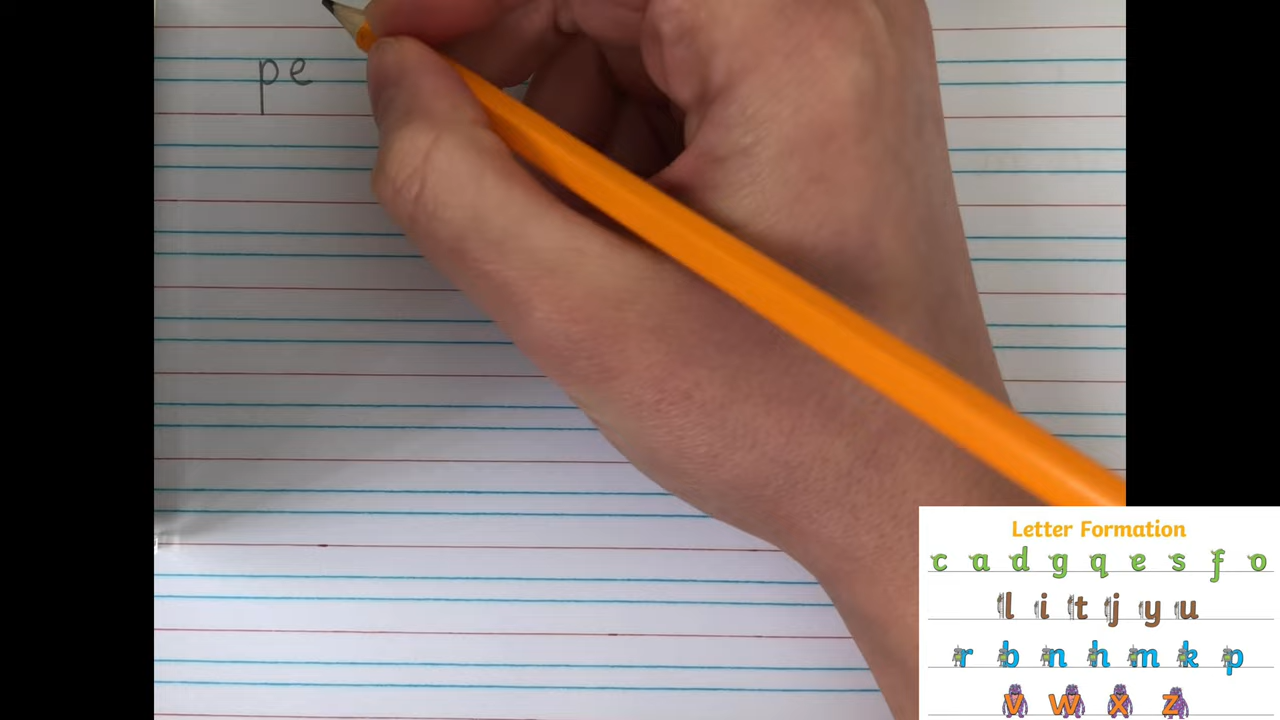 pe
Letter Formation
c a d g q e s f o
l i t j y u
r b n h m k p
v w x z